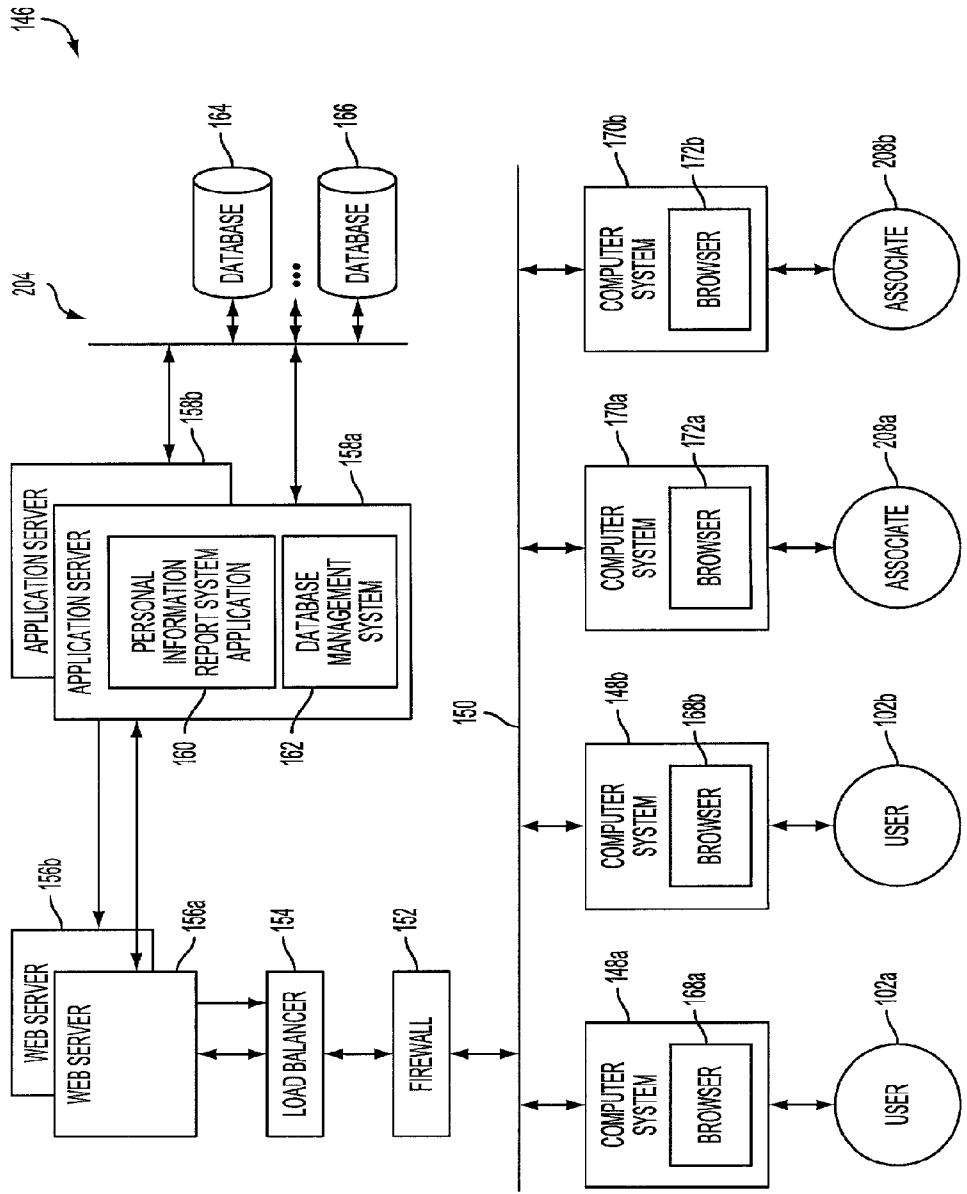 146
WEB SERVER
156b
WEB SERVER
156a
LOAD BALANCER
154
FIREWALL
152
APPLICATION SERVER
158b
APPLICATION SERVER
158a
PERSONAL
INFORMATION
REPORT SYSTEM
APPLICATION
160
DATABASE
MANAGEMENT
SYSTEM
162
204
DATABASE
164
...
DATABASE
166
150
COMPUTER
SYSTEM
148a
BROWSER
168a
USER
102a
COMPUTER
SYSTEM
148b
BROWSER
168b
USER
102b
COMPUTER
SYSTEM
170a
BROWSER
172a
ASSOCIATE
208a
COMPUTER
SYSTEM
170b
BROWSER
172b
ASSOCIATE
208b